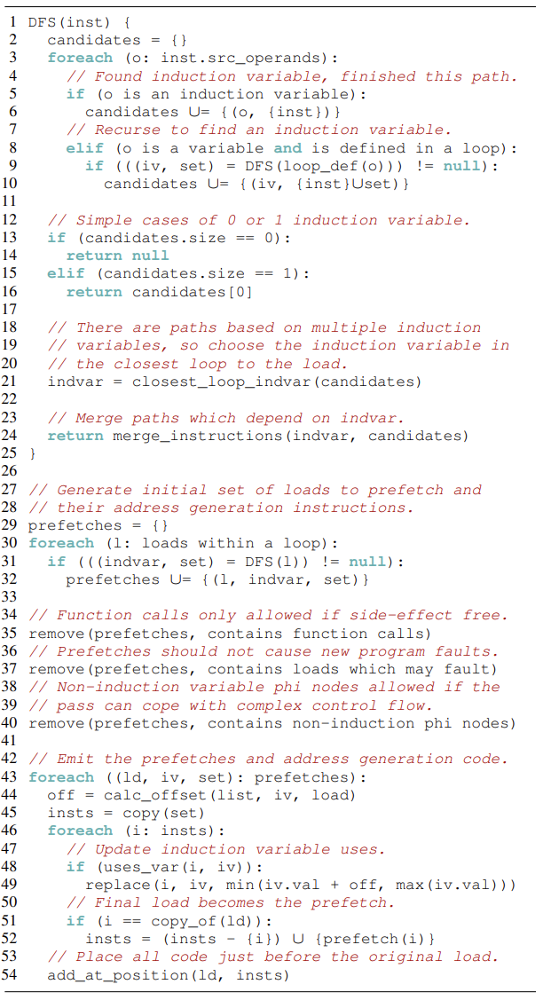 1 DFS(inst) {
2   candidates = {}
3   foreach (o: inst.src_operands):
4     // Found induction variable, finished this path.
5     if (o is an induction variable):
6       candidates ∪= {(o, {inst})}
7     // Recurse to find an induction variable.
8     elif (o is a variable and is defined in a loop):
9       if (((iv, set) = DFS(loop_def(o))) != null):
10         candidates ∪= {(iv, {inst}∪set)}
11
12   // Simple cases of 0 or 1 induction variable.
13   if (candidates.size == 0):
14     return null
15   elif (candidates.size == 1):
16     return candidates[0]
17
18   // There are paths based on multiple induction
19   // variables, so choose the induction variable in
20   // the closest loop to the load.
21   indvar = closest_loop_indvar(candidates)
22
23   // Merge paths which depend on indvar.
24   return merge_instructions(indvar, candidates)
25 }
26
27 // Generate initial set of loads to prefetch and
28 // their address generation instructions.
29 prefetches = {}
30 foreach (l: loads within a loop):
31   if (((indvar, set) = DFS(l)) != null):
32     prefetches ∪= {(l, indvar, set)}
33
34 // Function calls only allowed if side-effect free.
35 remove(prefetches, contains function calls)
36 // Prefetches should not cause new program faults.
37 remove(prefetches, contains loads which may fault)
38 // Non-induction variable phi nodes allowed if the
39 // pass can cope with complex control flow.
40 remove(prefetches, contains non-induction phi nodes)
41
42 // Emit the prefetches and address generation code.
43 foreach ((ld, iv, set): prefetches):
44   off = calc_offset(list, iv, load)
45   insts = copy(set)
46   foreach (i: insts):
47     // Update induction variable uses.
48     if (uses_var(i, iv)):
49       replace(i, iv, min(iv.val + off, max(iv.val)))
50     // Final load becomes the prefetch.
51     if (i == copy_of(ld)):
52       insts = (insts - {i}) ∪ {prefetch(i)}
53   // Place all code just before the original load.
54   add_at_position(ld, insts)